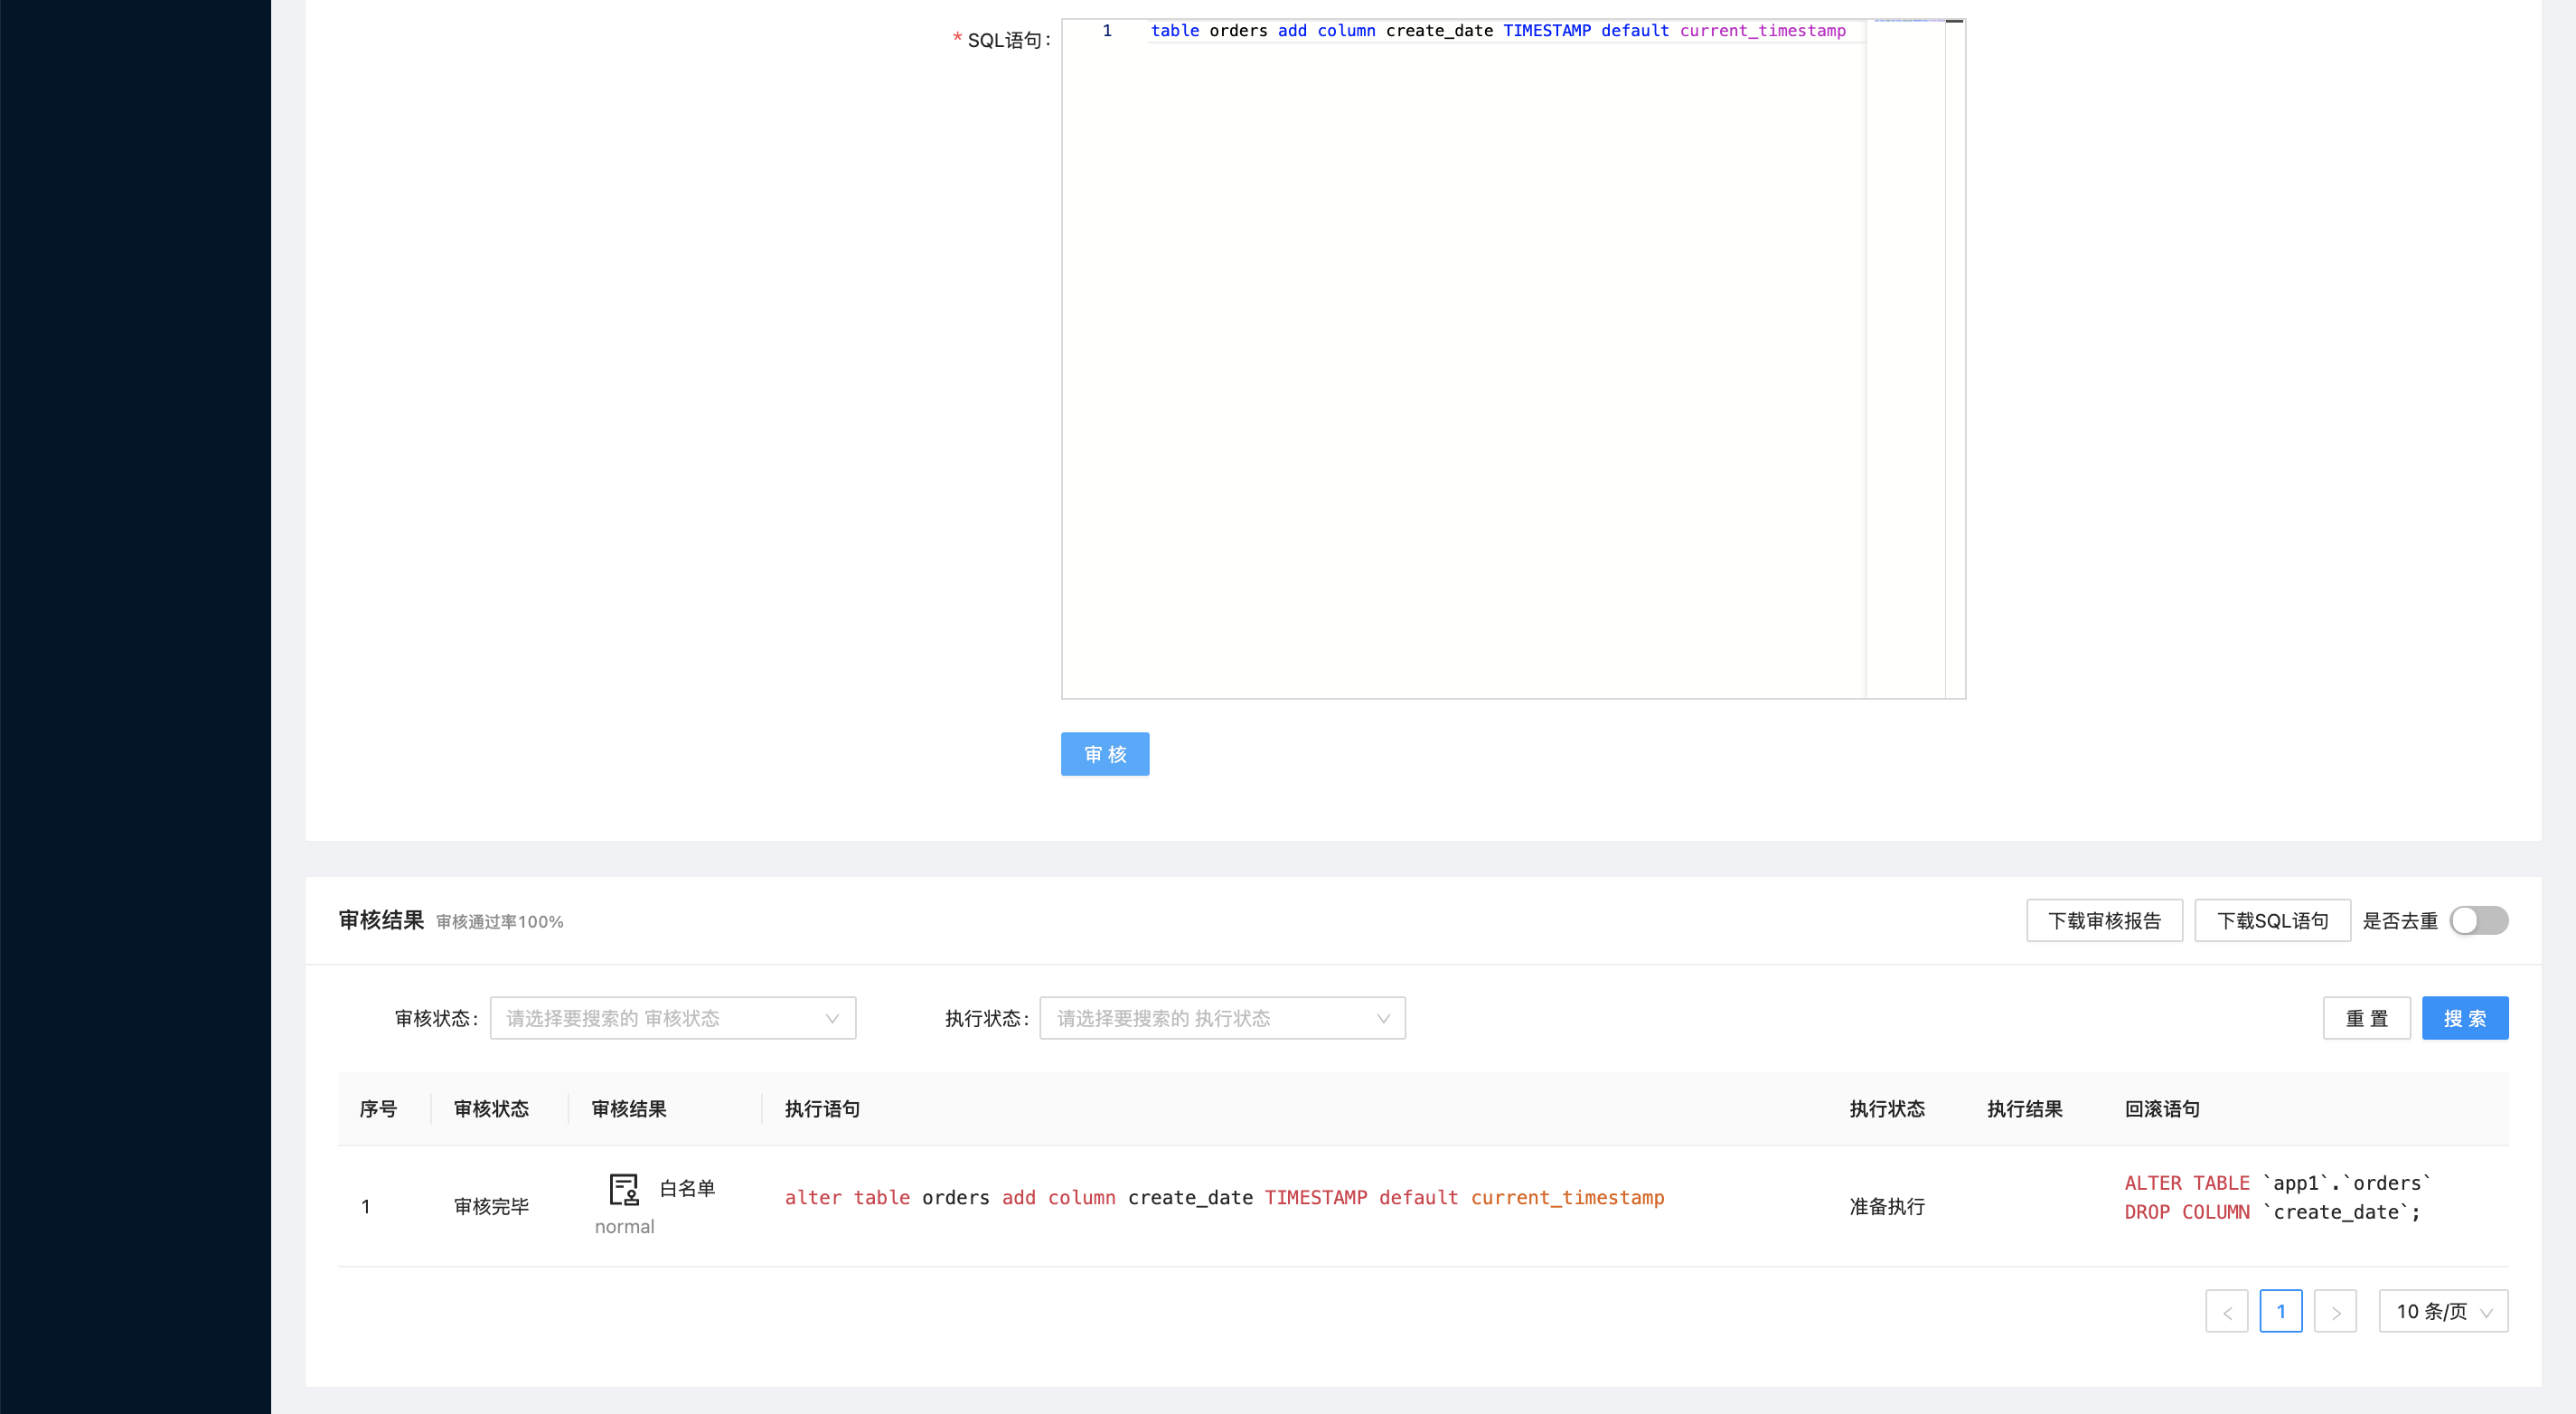 * SQL语句:
1 table orders add column create_date TIMESTAMP default current_timestamp
审 核
审核结果 审核通过率100%
下载审核报告 下载SQL语句 是否去重
审核状态: 请选择要搜索的 审核状态 执行状态: 请选择要搜索的 执行状态 重 置 搜 索
序号 审核状态 审核结果 执行语句 执行状态 执行结果 回滚语句
1 审核完毕 normal 白名单 alter table orders add column create_date TIMESTAMP default current_timestamp 准备执行 ALTER TABLE `app1`.`orders`
DROP COLUMN `create_date`;
< 1 > 10 条/页